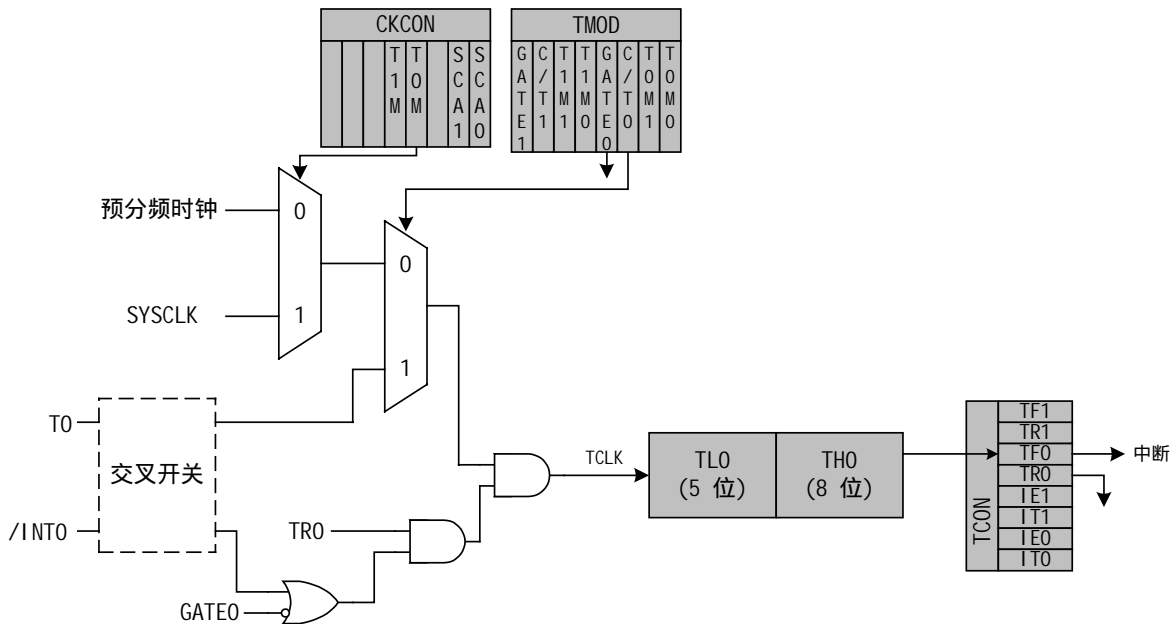 CKCON
T1M
T0M
SCA1
SCA0
TMOD
GATE1
C/T1
T1M1
T1M0
GATE0
C/T0
T0M1
T0M0
预分频时钟
0
SYSCLK
1
0
1
T0
交叉开关
/INT0
GATE0
TR0
TCLK
TL0
(5 位)
TH0
(8 位)
TCON
TF1
TR1
TF0
TR0
IE1
IT1
IE0
IT0
中断